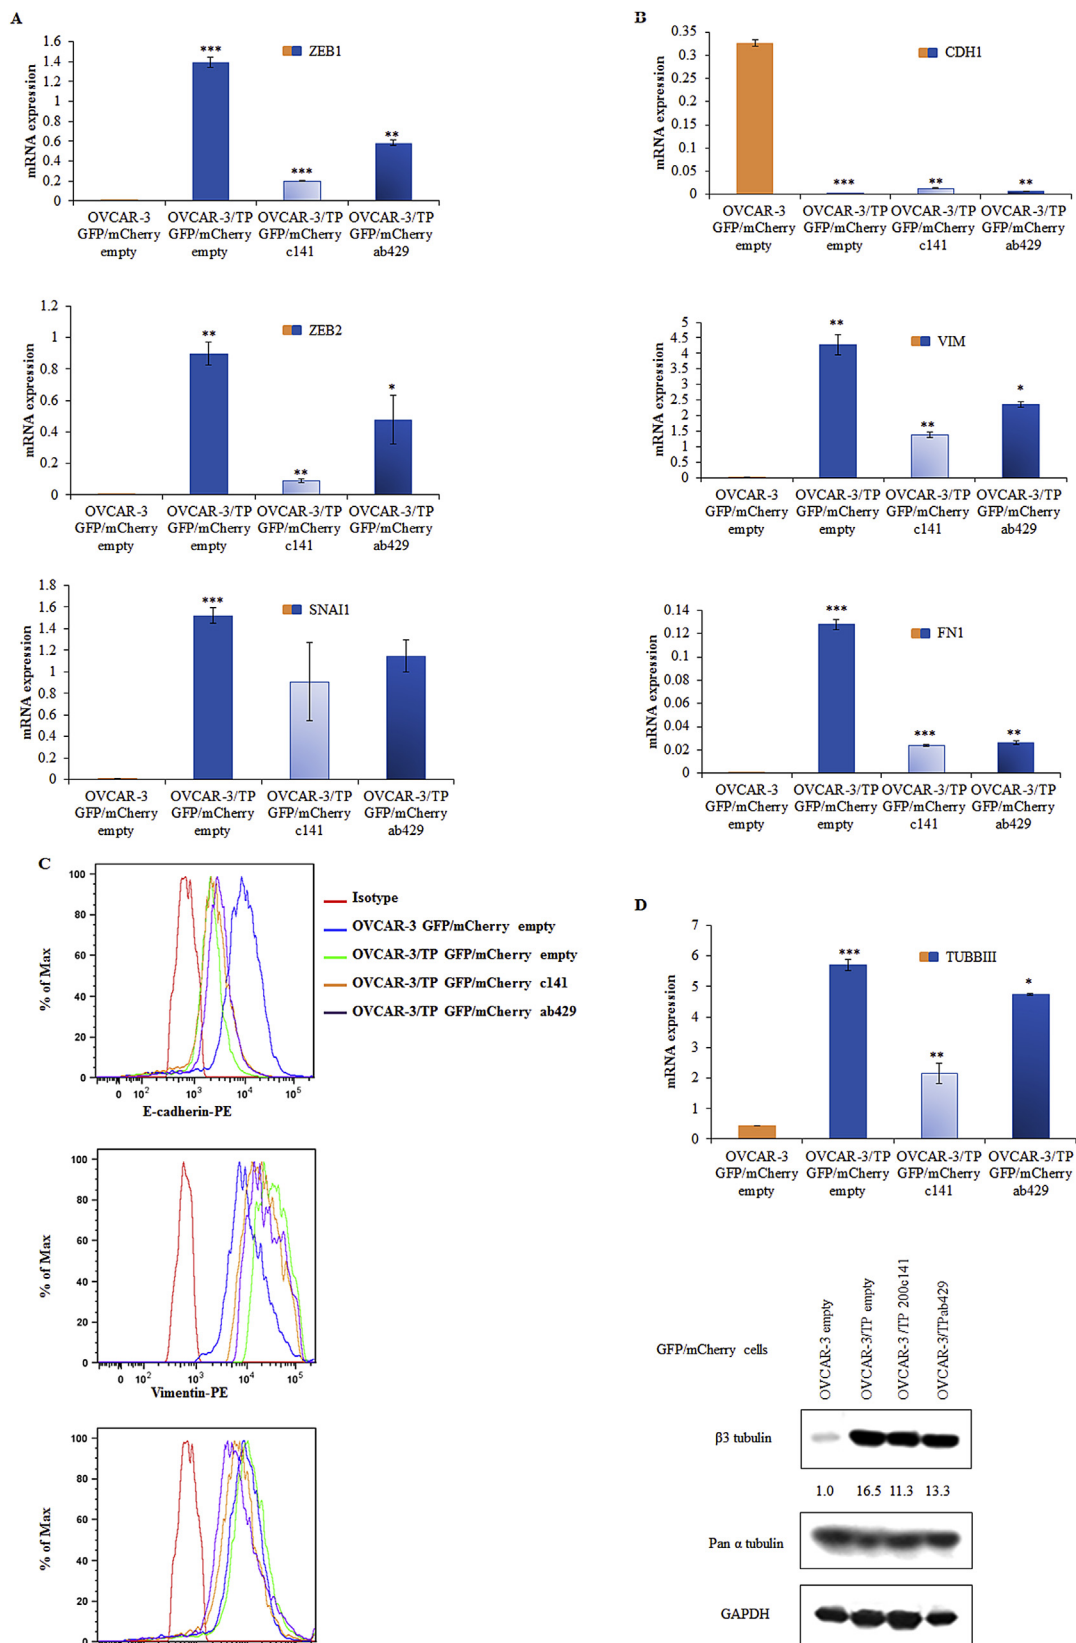 A
mRNA expression
1.6
1.4
1.2
1
0.8
0.6
0.4
0.2
0
***
***
**
ZEB1
OVCAR-3 GFP/mCherry empty
OVCAR-3/TP GFP/mCherry empty
OVCAR-3/TP GFP/mCherry c141
OVCAR-3/TP GFP/mCherry ab429
mRNA expression
1.2
1
0.8
0.6
0.4
0.2
0
**
**
*
ZEB2
OVCAR-3 GFP/mCherry empty
OVCAR-3/TP GFP/mCherry empty
OVCAR-3/TP GFP/mCherry c141
OVCAR-3/TP GFP/mCherry ab429
mRNA expression
1.8
1.6
1.4
1.2
1
0.8
0.6
0.4
0.2
0
***
SNAI1
OVCAR-3 GFP/mCherry empty
OVCAR-3/TP GFP/mCherry empty
OVCAR-3/TP GFP/mCherry c141
OVCAR-3/TP GFP/mCherry ab429
B
mRNA expression
0.35
0.3
0.25
0.2
0.15
0.1
0.05
0
***
**
**
CDH1
OVCAR-3 GFP/mCherry empty
OVCAR-3/TP GFP/mCherry empty
OVCAR-3/TP GFP/mCherry c141
OVCAR-3/TP GFP/mCherry ab429
mRNA expression
5
4.5
4
3.5
3
2.5
2
1.5
1
0.5
0
**
**
*
VIM
OVCAR-3 GFP/mCherry empty
OVCAR-3/TP GFP/mCherry empty
OVCAR-3/TP GFP/mCherry c141
OVCAR-3/TP GFP/mCherry ab429
mRNA expression
0.14
0.12
0.1
0.08
0.06
0.04
0.02
0
***
***
**
FN1
OVCAR-3 GFP/mCherry empty
OVCAR-3/TP GFP/mCherry empty
OVCAR-3/TP GFP/mCherry c141
OVCAR-3/TP GFP/mCherry ab429
C
% of Max
100
80
60
40
20
0
0 10² 10³ 10⁴ 10⁵
E-cadherin-PE
Isotype
OVCAR-3 GFP/mCherry empty
OVCAR-3/TP GFP/mCherry empty
OVCAR-3/TP GFP/mCherry c141
OVCAR-3/TP GFP/mCherry ab429
% of Max
100
80
60
40
20
0
0 10² 10³ 10⁴ 10⁵
Vimentin-PE
% of Max
100
80
60
40
20
0
D
mRNA expression
7
6
5
4
3
2
1
0
***
**
*
TUBBIII
OVCAR-3 GFP/mCherry empty
OVCAR-3/TP GFP/mCherry empty
OVCAR-3/TP GFP/mCherry c141
OVCAR-3/TP GFP/mCherry ab429
GFP/mCherry cells
OVCAR-3 empty
OVCAR-3/TP empty
OVCAR-3 /TP 200c141
OVCAR-3/TPab429
β3 tubulin
1.0 16.5 11.3 13.3
Pan α tubulin
GAPDH